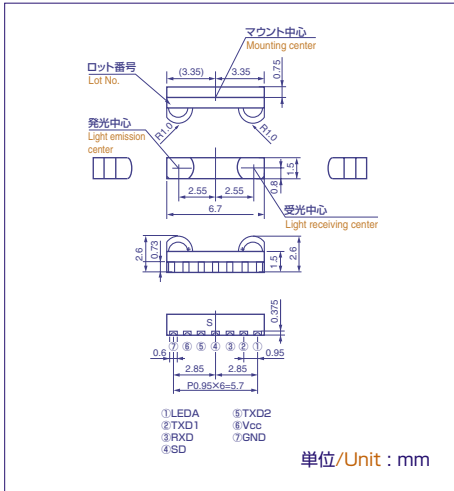 マウント中心
Mounting center
(3.35)
3.35
0.75
ロット番号
Lot No.
R1.0
R1.0
発光中心
Light emission
center
1.5
0.8
2.55
2.55
6.7
受光中心
Light receiving center
2.6
0.73
1.5
2.6
0.375
S
⑦ ⑥ ⑤ ④ ③ ② ①
0.6
0.95
2.85
2.85
P0.95×6=5.7
①LEDA
②TXD1
③RXD
④SD
⑤TXD2
⑥Vcc
⑦GND
単位/Unit : mm